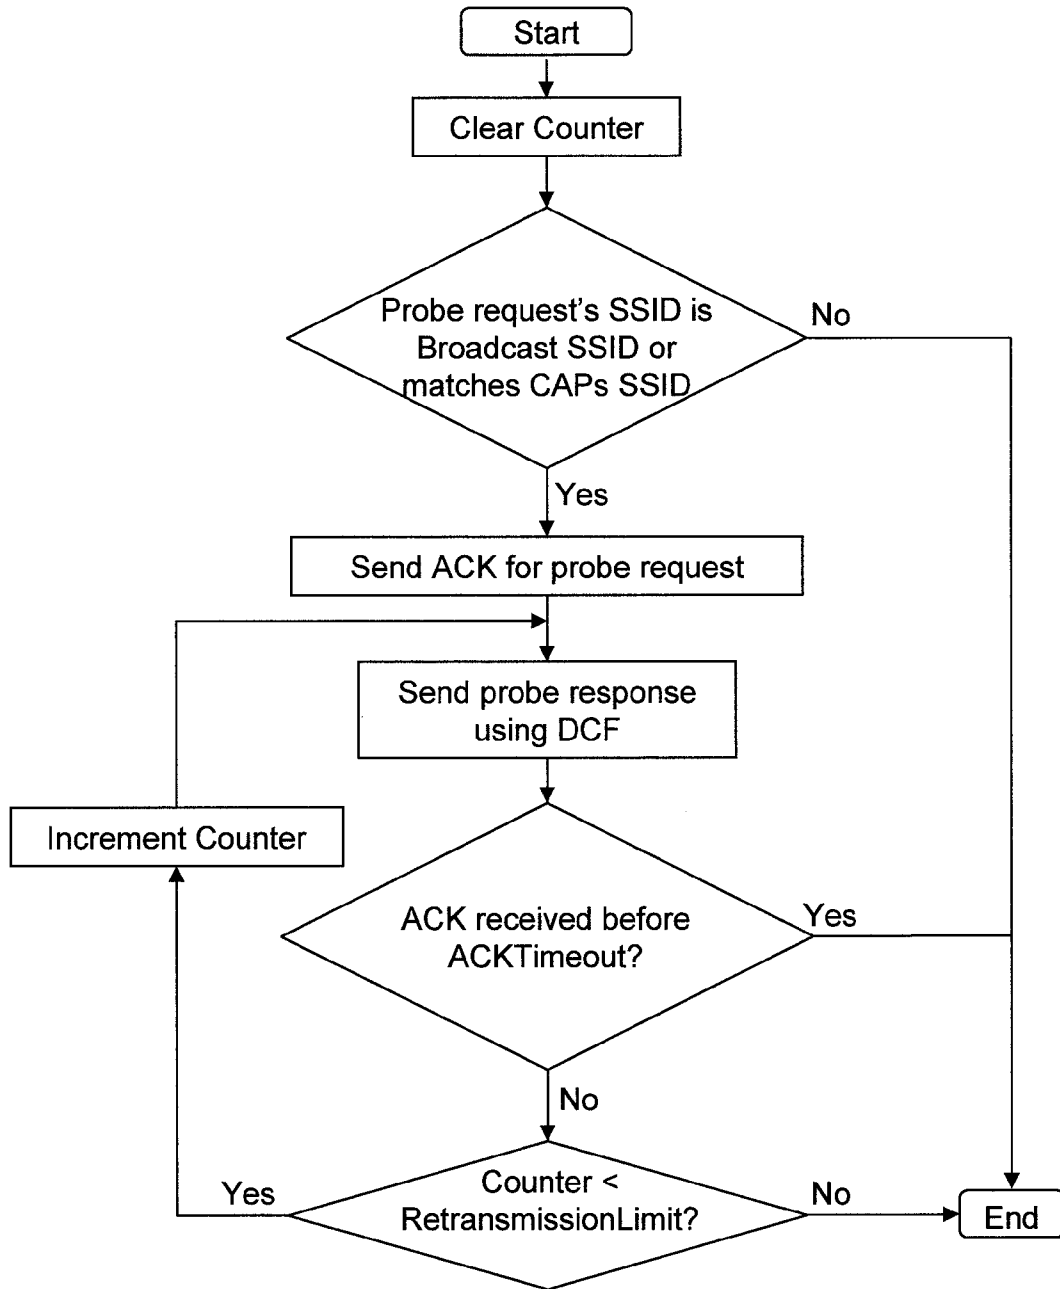 Start
Clear Counter
Probe request's SSID is
Broadcast SSID or
matches CAPs SSID
No
Yes
Send ACK for probe request
Send probe response
using DCF
Increment Counter
ACK received before
ACKTimeout?
Yes
No
Counter <
RetransmissionLimit?
Yes
No
End